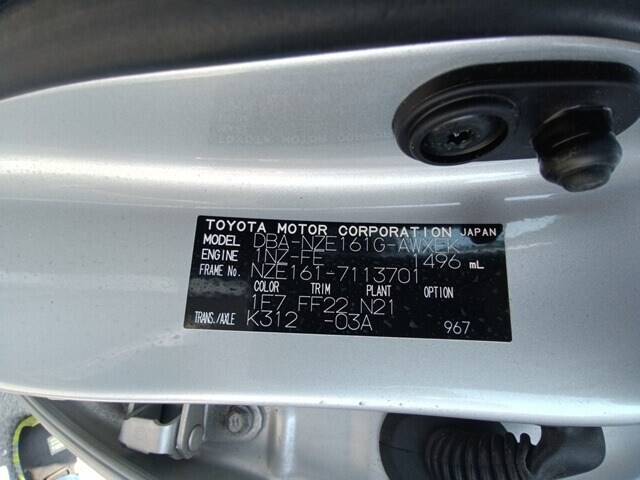 TOYOTA MOTOR CORPORATION JAPAN
MODEL DBA-NZE161G-AWXEK
ENGINE 1NZ-FE 1496 mL
FRAME No. NZE161-7113701
COLOR TRIM PLANT OPTION
1F7 FF22 N21
TRANS./AXLE K312 -03A
967